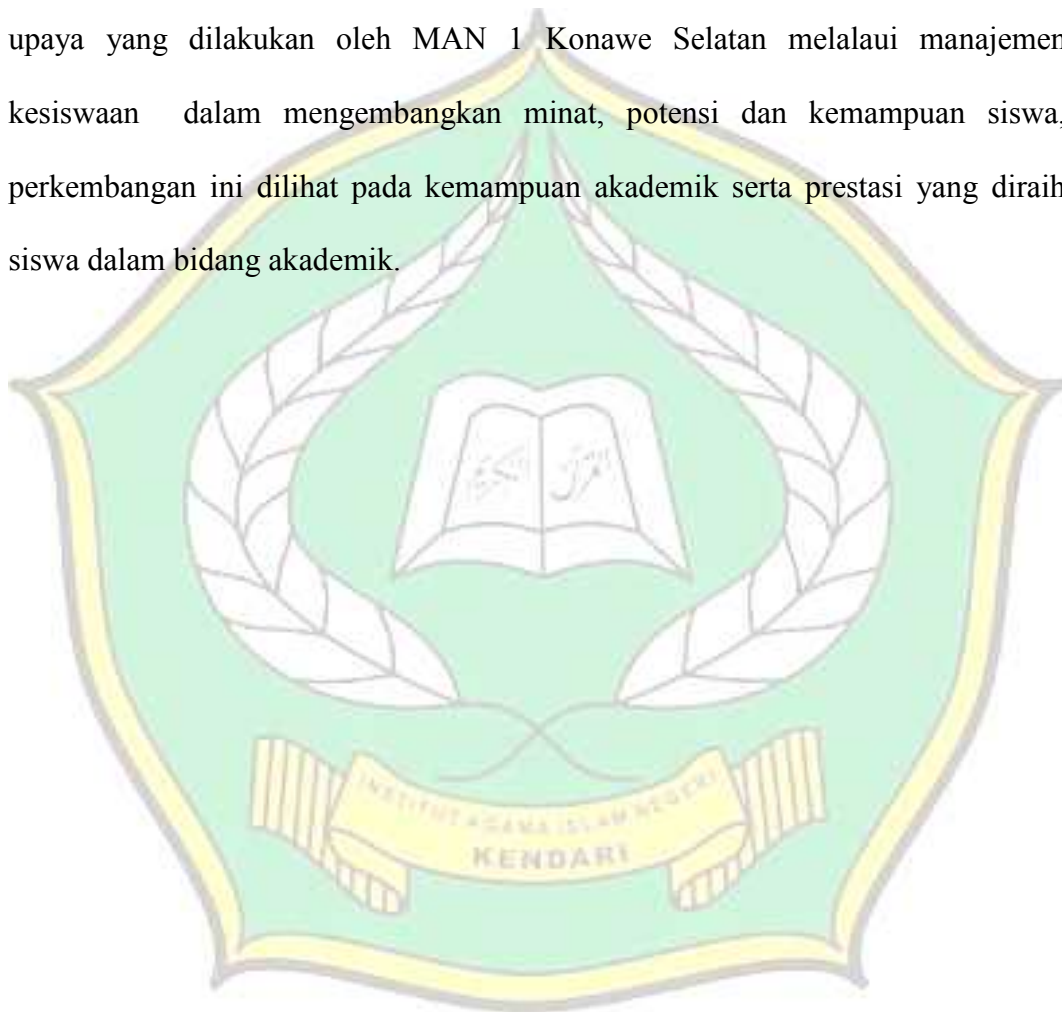 upaya yang dilakukan oleh MAN 1 Konawe Selatan melalaui manajemen
kesiswaan dalam mengembangkan minat, potensi dan kemampuan siswa,
perkembangan ini dilihat pada kemampuan akademik serta prestasi yang diraih
siswa dalam bidang akademik.
INSTITUT AGAMA ISLAM NEGERI
KENDARI